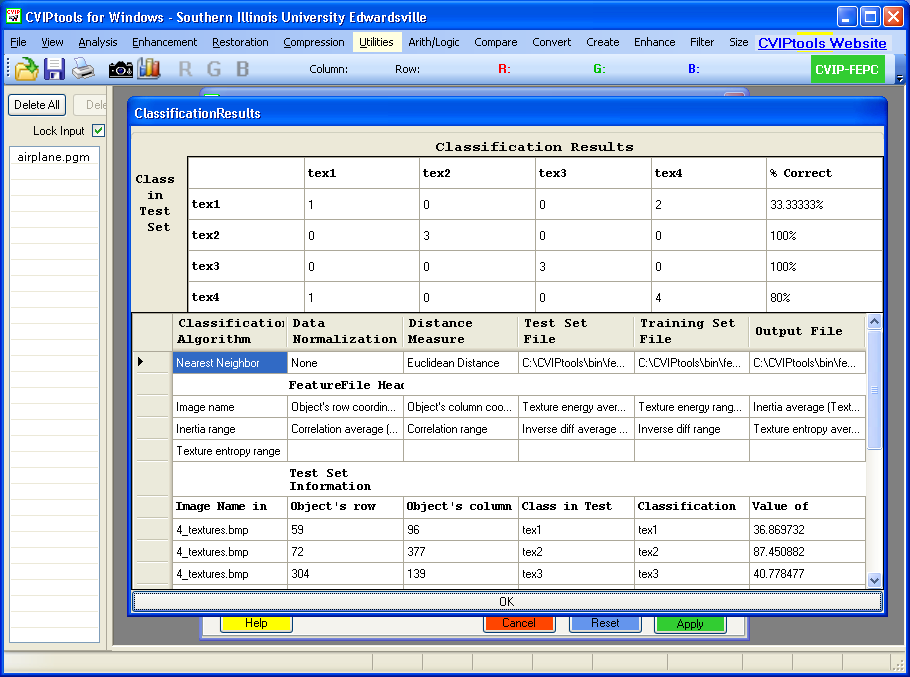 CVIPtools for Windows - Southern Illinois University Edwardsville
File View Analysis Enhancement Restoration Compression Utilities Arith/Logic Compare Convert Create Enhance Filter Size CVIPtools Website
R G B Column: Row: R: G: B: CVIP-FEPC
Delete All Dele
Lock Input
airplane.pgm
ClassificationResults
Classification Results
Class in Test Set
tex1 tex2 tex3 tex4 % Correct
tex1 1 0 0 2 33.33333%
tex2 0 3 0 0 100%
tex3 0 0 3 0 100%
tex4 1 0 0 4 80%
Classification Algorithm Data Normalization Distance Measure Test Set File Training Set File Output File
Nearest Neighbor None Euclidean Distance C:\CVIPtools\bin\fe... C:\CVIPtools\bin\fe... C:\CVIPtools\bin\fe...
FeatureFile Head
Image name Object's row coordin... Object's column coo... Texture energy aver... Texture energy rang... Inertia average (Text...
Inertia range Correlation average (... Correlation range Inverse diff average ... Inverse diff range Texture entropy aver...
Texture entropy range
Test Set
Information
Image Name in Object's row Object's column Class in Test Classification Value of
4_textures.bmp 59 96 tex1 tex1 36.869732
4_textures.bmp 72 377 tex2 tex2 87.450882
4_textures.bmp 304 139 tex3 tex3 40.778477
OK
Help Cancel Reset Apply